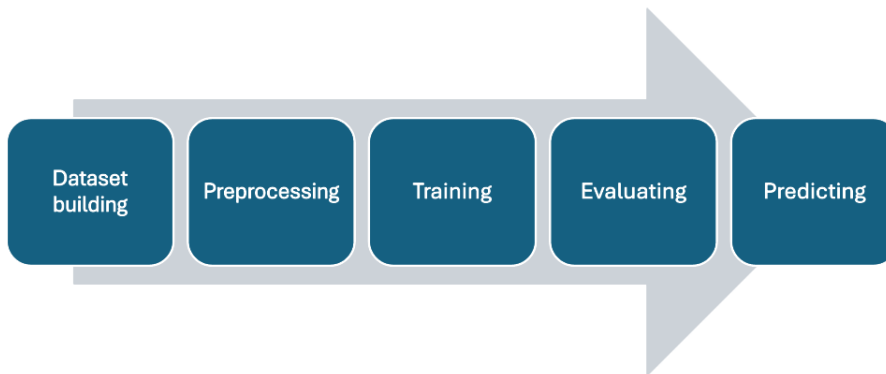 Dataset
building
Preprocessing
Training
Evaluating
Predicting